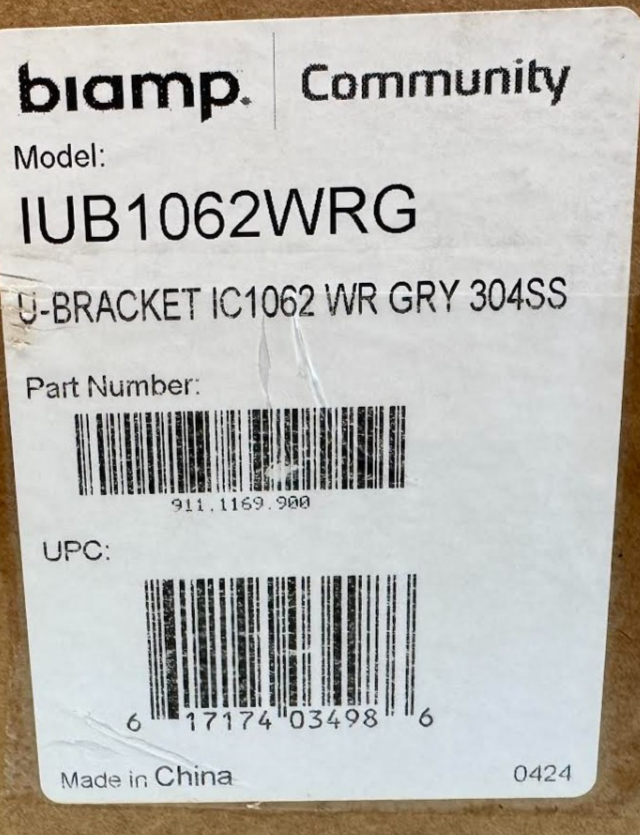 biamp. Community
Model:
IUB1062WRG
U-BRACKET IC1062 WR GRY 304SS
Part Number:
911.1169.900
UPC:
6 17174 03498 6
Made in China 0424